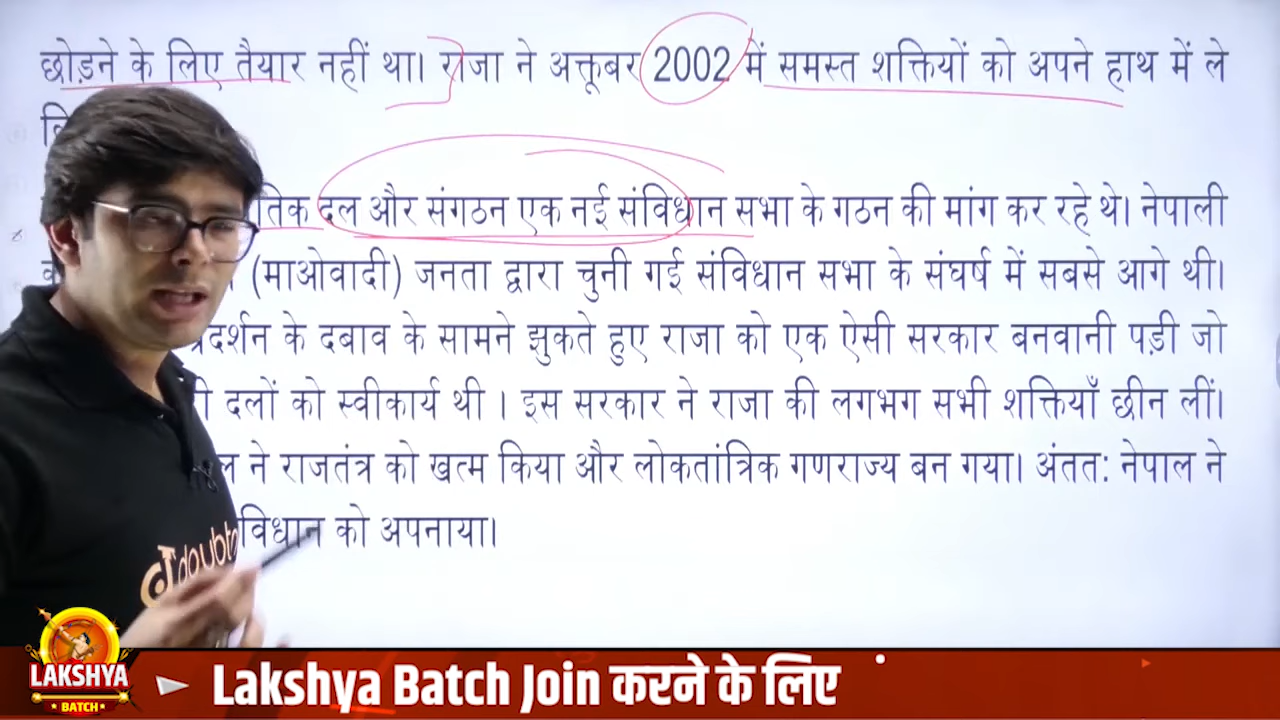 छोड़ने के लिए तैयार नहीं था। राजा ने अक्तूबर 2002 में समस्त शक्तियों को अपने हाथ में ले
दल और संगठन एक नई संविधान सभा के गठन की मांग कर रहे थे। नेपाली
(माओवादी) जनता द्वारा चुनी गई संविधान सभा के संघर्ष में सबसे आगे थी।
प्रदर्शन के दबाव के सामने झुकते हुए राजा को एक ऐसी सरकार बनवानी पड़ी जो
दलों को स्वीकार्य थी । इस सरकार ने राजा की लगभग सभी शक्तियाँ छीन लीं।
ने राजतंत्र को खत्म किया और लोकतांत्रिक गणराज्य बन गया। अंतत: नेपाल ने
विधान को अपनाया।
doubtn
LAKSHYA
BATCH
Lakshya Batch Join करने के लिए